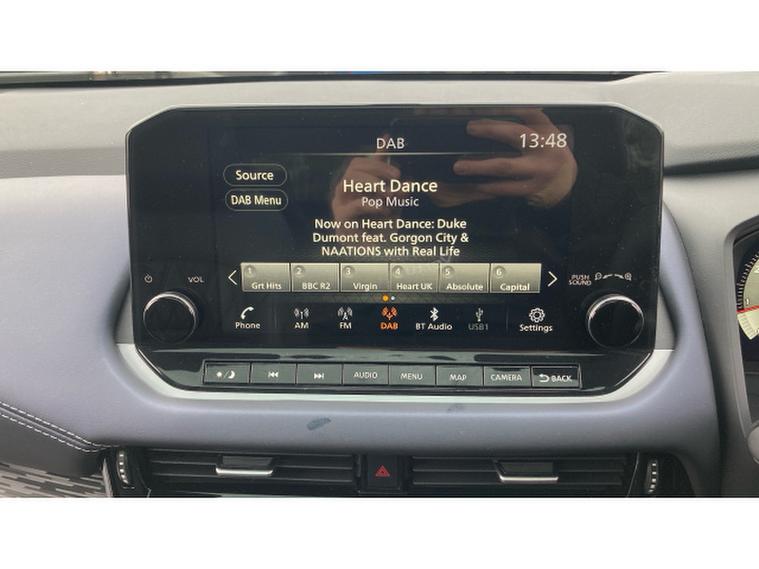 DAB
13:48
Source
DAB Menu
Heart Dance
Pop Music
Now on Heart Dance: Duke
Dumont feat. Gorgon City &
NAATIONS with Real Life
1 2 3 4 5 6
Grt Hits BBC R2 Virgin Heart UK Absolute Capital
VOL
PUSH
SOUND
Phone AM FM DAB BT Audio USB1 Settings
AUDIO MENU MAP CAMERA BACK